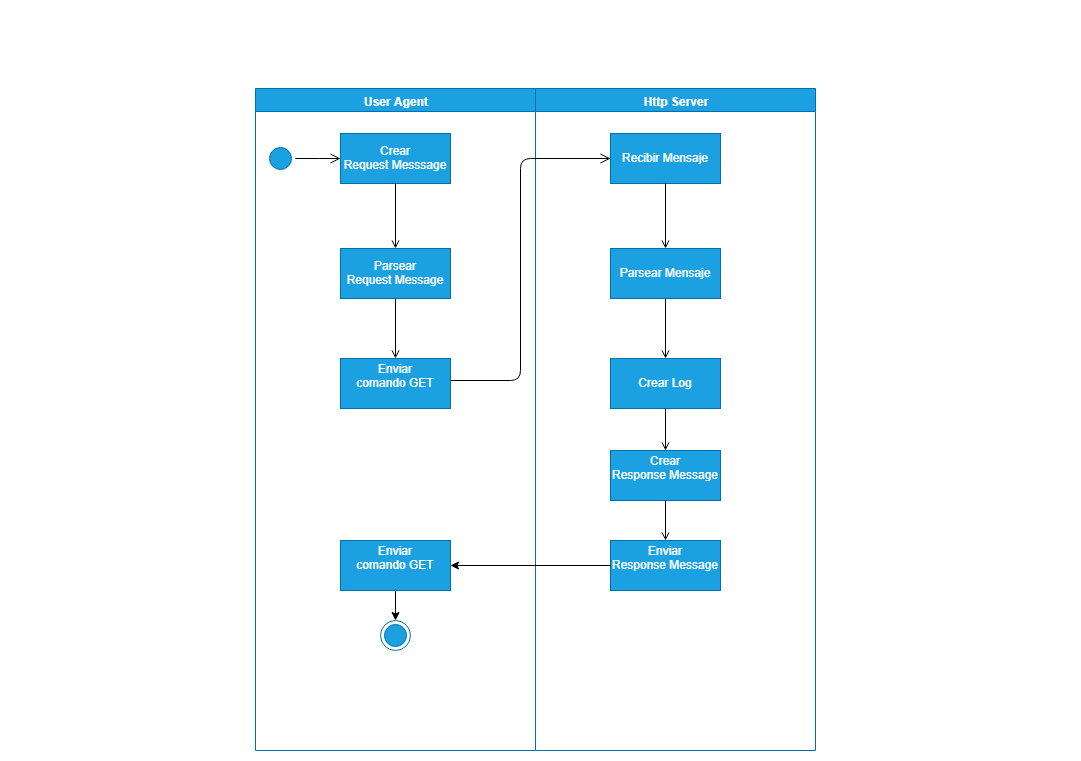 User Agent
Http Server
Crear
Request Messsage
Recibir Mensaje
Parsear
Request Message
Parsear Mensaje
Enviar
comando GET
Crear Log
Crear
Response Message
Enviar
comando GET
Enviar
Response Message